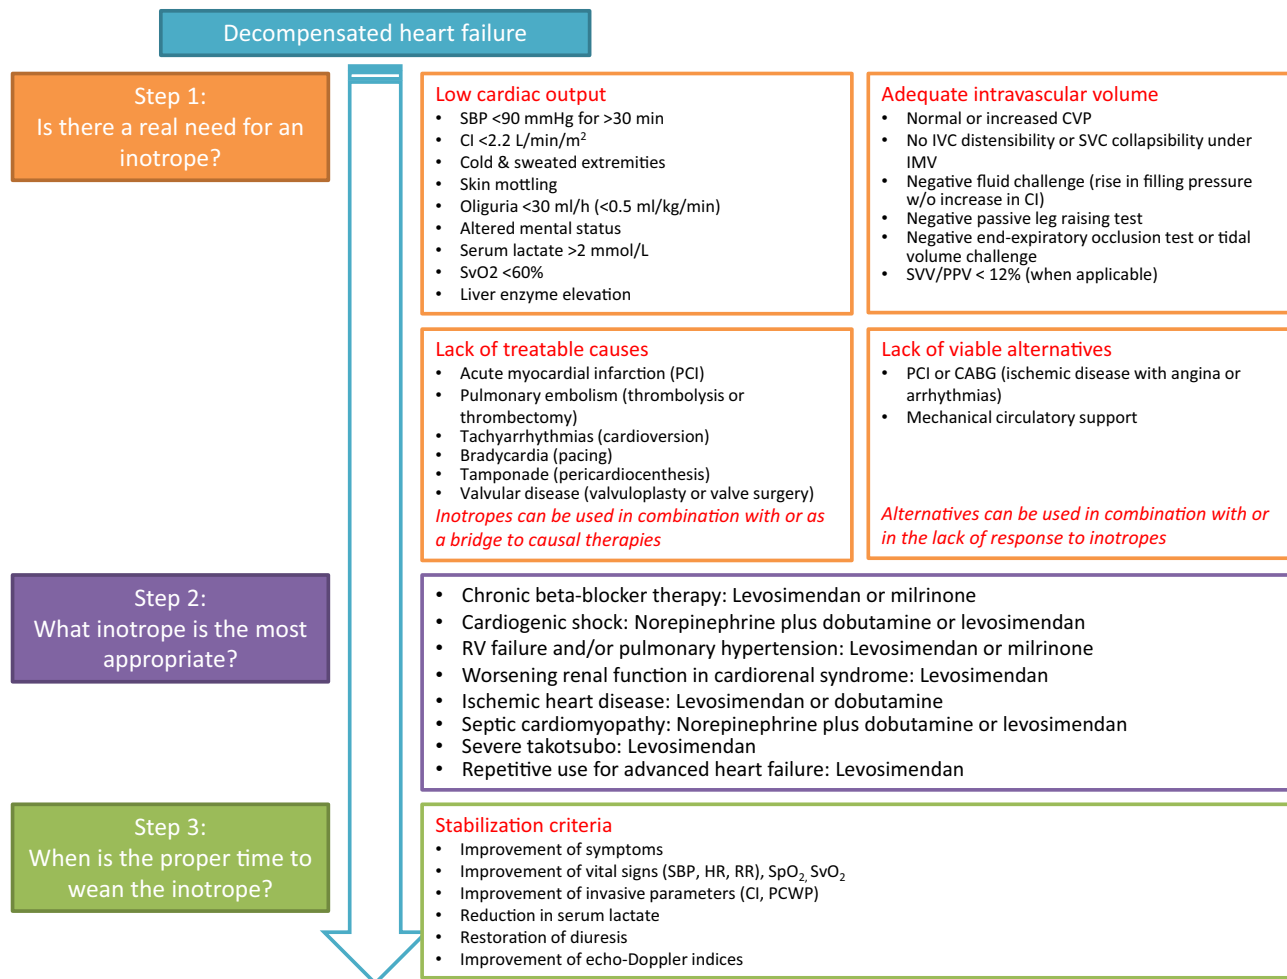 Decompensated heart failure
Step 1:
Is there a real need for an
inotrope?
Low cardiac output
• SBP <90 mmHg for >30 min
• CI <2.2 L/min/m²
• Cold & sweated extremities
• Skin mottling
• Oliguria <30 ml/h (<0.5 ml/kg/min)
• Altered mental status
• Serum lactate >2 mmol/L
• SvO2 <60%
• Liver enzyme elevation
Adequate intravascular volume
• Normal or increased CVP
• No IVC distensibility or SVC collapsibility under
IMV
• Negative fluid challenge (rise in filling pressure
w/o increase in CI)
• Negative passive leg raising test
• Negative end-expiratory occlusion test or tidal
volume challenge
• SVV/PPV < 12% (when applicable)
Lack of treatable causes
• Acute myocardial infarction (PCI)
• Pulmonary embolism (thrombolysis or
thrombectomy)
• Tachyarrhythmias (cardioversion)
• Bradycardia (pacing)
• Tamponade (pericardiocenthesis)
• Valvular disease (valvuloplasty or valve surgery)
Inotropes can be used in combination with or as
a bridge to causal therapies
Lack of viable alternatives
• PCI or CABG (ischemic disease with angina or
arrhythmias)
• Mechanical circulatory support
Alternatives can be used in combination with or
in the lack of response to inotropes
Step 2:
What inotrope is the most
appropriate?
• Chronic beta-blocker therapy: Levosimendan or milrinone
• Cardiogenic shock: Norepinephrine plus dobutamine or levosimendan
• RV failure and/or pulmonary hypertension: Levosimendan or milrinone
• Worsening renal function in cardiorenal syndrome: Levosimendan
• Ischemic heart disease: Levosimendan or dobutamine
• Septic cardiomyopathy: Norepinephrine plus dobutamine or levosimendan
• Severe takotsubo: Levosimendan
• Repetitive use for advanced heart failure: Levosimendan
Step 3:
When is the proper time to
wean the inotrope?
Stabilization criteria
• Improvement of symptoms
• Improvement of vital signs (SBP, HR, RR), SpO₂, SvO₂
• Improvement of invasive parameters (CI, PCWP)
• Reduction in serum lactate
• Restoration of diuresis
• Improvement of echo-Doppler indices